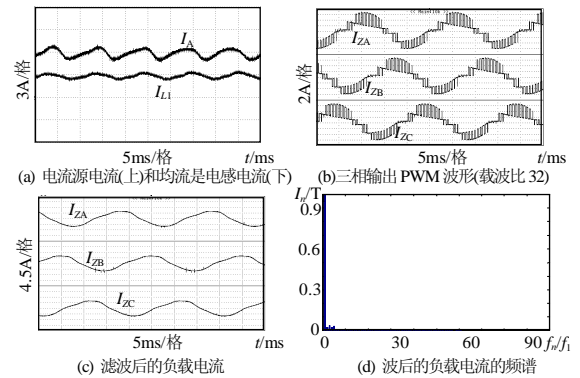 3A/格
I_A
I_L1
5ms/格
t/ms
(a) 电流源电流(上)和均流是电感电流(下)
2A/格
I_ZA
I_ZB
I_ZC
5ms/格
t/ms
(b)三相输出 PWM 波形(载波比 32)
4.5A/格
I_ZA
I_ZB
I_ZC
5ms/格
t/ms
(c) 滤波后的负载电流
I_n/T
0.9
0.6
0.3
0
0
30
60
90
f_n/f_1
(d) 波后的负载电流的频谱